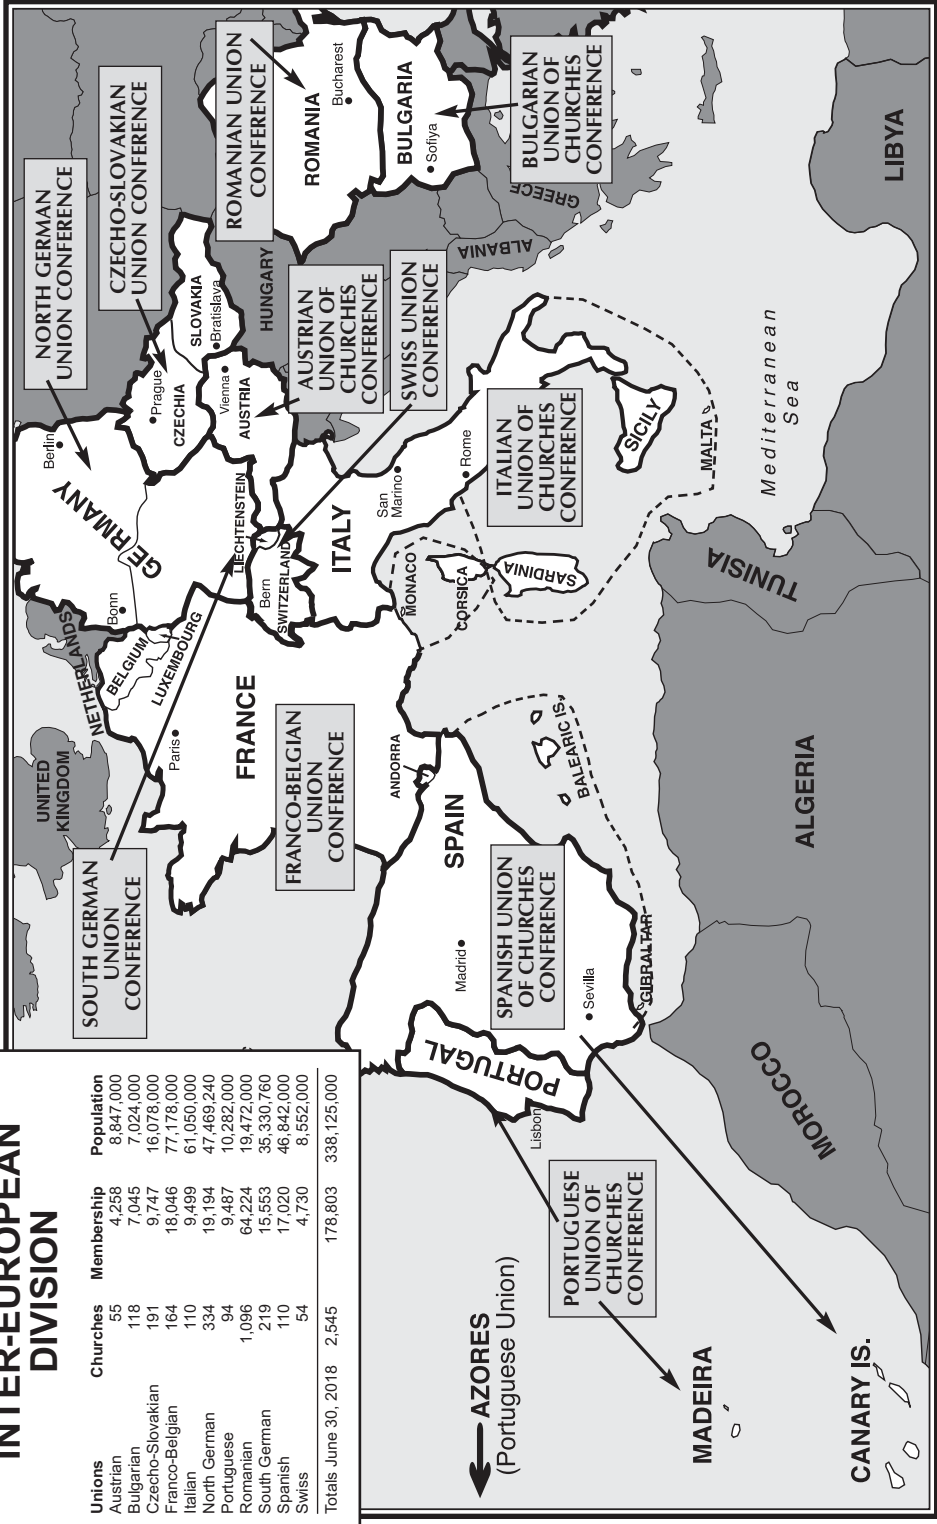 INTER-EUROPEAN
DIVISION
Unions Churches Membership Population
Austrian 55 4,258 8,847,000
Bulgarian 118 7,045 7,024,000
Czecho-Slovakian 191 9,747 16,078,000
Franco-Belgian 164 18,046 77,178,000
Italian 110 9,499 61,050,000
North German 334 19,194 47,469,240
Portuguese 94 9,487 10,282,000
Romanian 1,096 64,224 19,472,000
South German 219 15,553 35,330,760
Spanish 110 17,020 46,842,000
Swiss 54 4,730 8,552,000
Totals June 30, 2018 2,545 178,803 338,125,000
SOUTH GERMAN
UNION
CONFERENCE
UNITED
KINGDOM
NETHERLANDS
BELGIUM
LUXEMBOURG
Bonn
GERMANY
Berlin
NORTH GERMAN
UNION CONFERENCE
CZECHO-SLOVAKIAN
UNION CONFERENCE
Prague
CZECHIA
SLOVAKIA
Bratislava
Vienna
AUSTRIA
HUNGARY
ROMANIAN UNION
CONFERENCE
ROMANIA
Bucharest
BULGARIA
Sofiya
BULGARIAN
UNION OF
CHURCHES
CONFERENCE
GREECE
ALBANIA
AUSTRIAN
UNION OF
CHURCHES
CONFERENCE
SWISS UNION
CONFERENCE
LIECHTENSTEIN
Bern
SWITZERLAND
Paris
FRANCE
FRANCO-BELGIAN
UNION
CONFERENCE
ITALY
San
Marino
Rome
ITALIAN
UNION OF
CHURCHES
CONFERENCE
MONACO
CORSICA
SARDINIA
SICILY
MALTA
Mediterranean
Sea
ANDORRA
SPAIN
Madrid
SPANISH UNION
OF CHURCHES
CONFERENCE
Sevilla
GIBRALTAR
BALEARIC IS.
PORTUGAL
Lisbon
PORTUGUESE
UNION OF
CHURCHES
CONFERENCE
AZORES
(Portuguese Union)
MADEIRA
CANARY IS.
MOROCCO
ALGERIA
TUNISIA
LIBYA